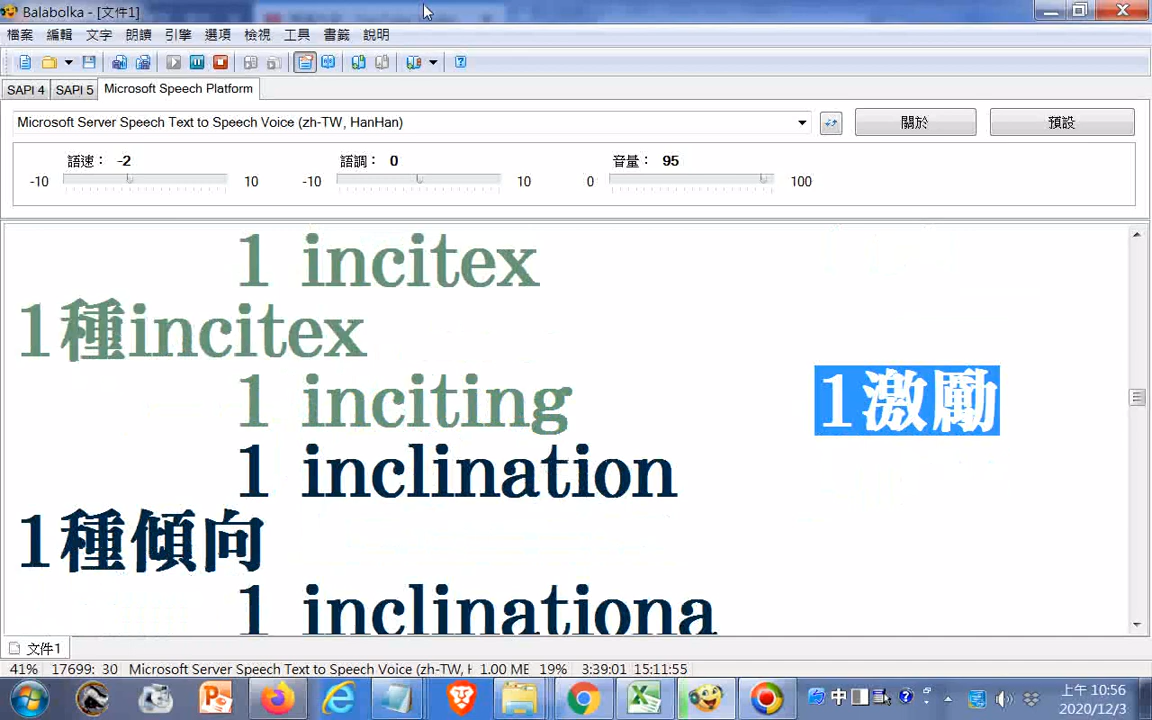 Balabolka - [文件1]
檔案 編輯 文字 朗讀 引擎 選項 檢視 工具 書籤 說明
SAPI 4 SAPI 5 Microsoft Speech Platform
Microsoft Server Speech Text to Speech Voice (zh-TW, HanHan) 關於 預設
語速： -2 語調： 0 音量： 95
-10 10 -10 10 0 100
1 incitex
1種incitex
1 inciting 1激勵
1 inclination
1種傾向
1 inclinationa
文件1
41% 17699: 30 Microsoft Server Speech Text to Speech Voice (zh-TW, 1.00 ME 19% 3:39:01 15:11:55
中 上午 10:56
2020/12/3